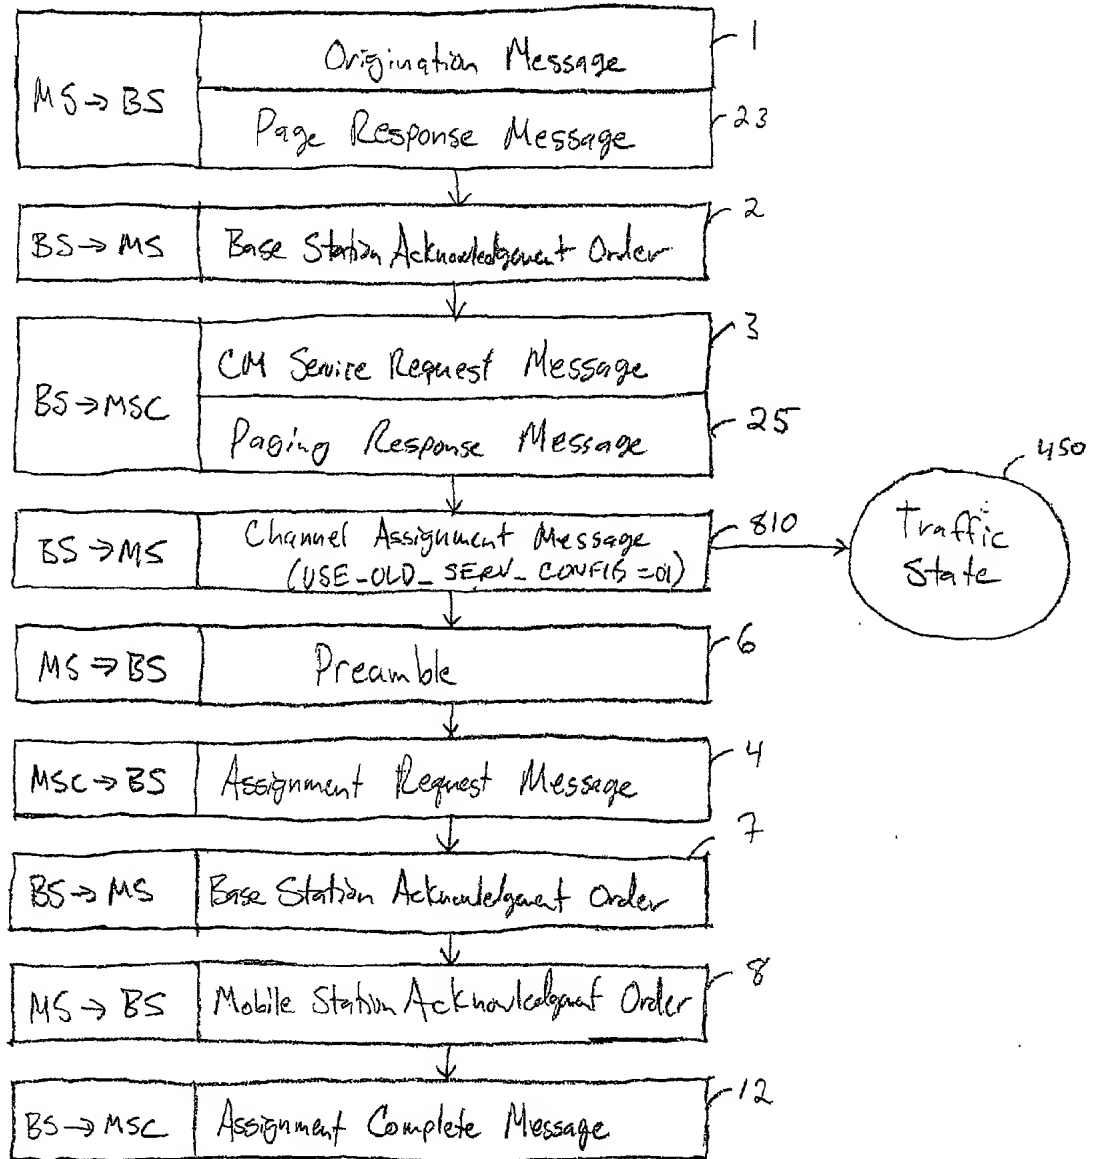 1
Origination Message
MS → BS
Page Response Message
23
2
BS → MS
Base Station Acknowledgment Order
3
CM Service Request Message
BS → MSC
Paging Response Message
25
450
Traffic
State
810
BS → MS
Channel Assignment Message
(USE_OLD_SERV_CONFIG = 01)
6
MS → BS
Preamble
4
MSC → BS
Assignment Request Message
7
BS → MS
Base Station Acknowledgment Order
8
MS → BS
Mobile Station Acknowledgment Order
12
BS → MSC
Assignment Complete Message